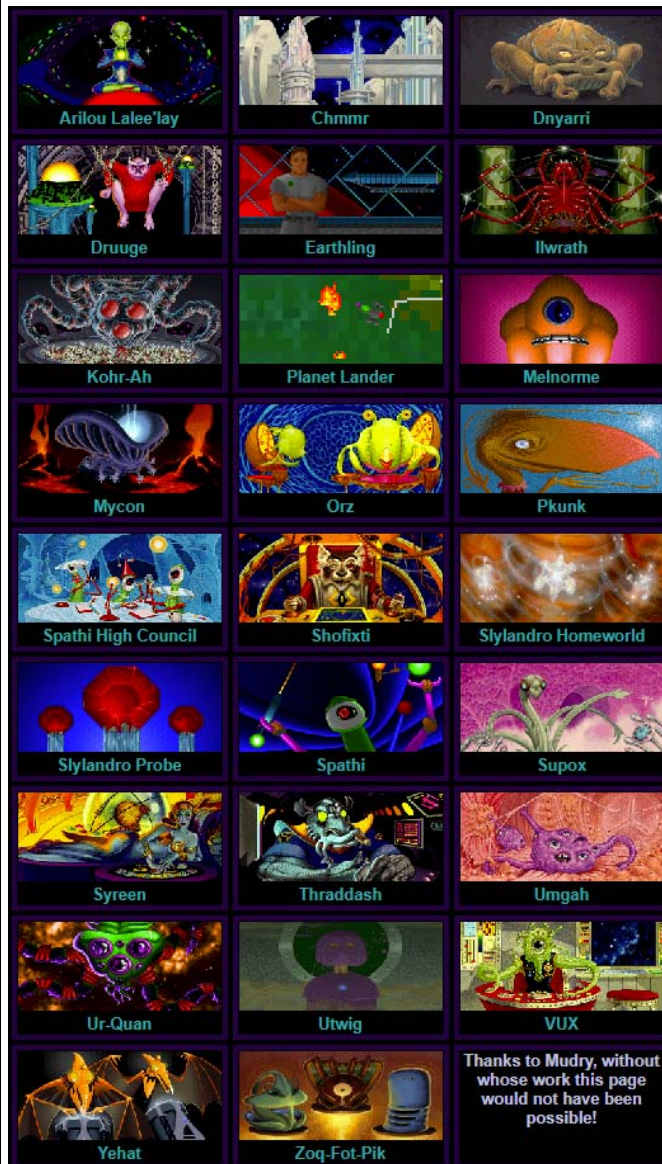 Arilou Lalee'lay
Chmmr
Dnyarri
Druuge
Earthling
Ilwrath
Kohr-Ah
Planet Lander
Melnorme
Mycon
Orz
Pkunk
Spathi High Council
Shofixti
Slylandro Homeworld
Slylandro Probe
Spathi
Supox
Syreen
Thraddash
Umgah
Ur-Quan
Utwig
VUX
Yehat
Zoq-Fot-Pik
Thanks to Mudry, without
whose work this page
would not have been
possible!